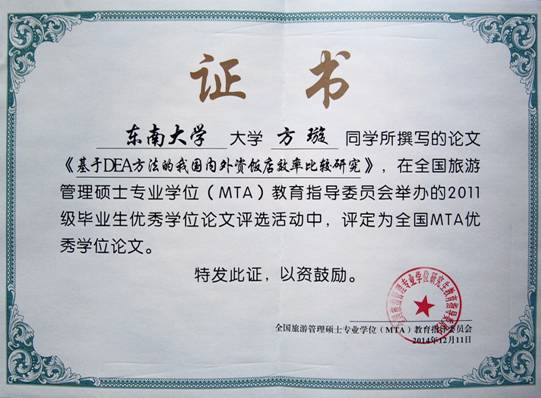 证书
东南大学 大学 方璇 同学所撰写的论文
《基于DEA方法的我国内外资饭店效率比较研究》，在全国旅游
管理硕士专业学位（MTA）教育指导委员会举办的2011
级毕业生优秀学位论文评选活动中，评定为全国MTA优
秀学位论文。
特发此证，以资鼓励。
全国旅游管理硕士专业学位（MTA）教育指导委员会
2014年12月11日